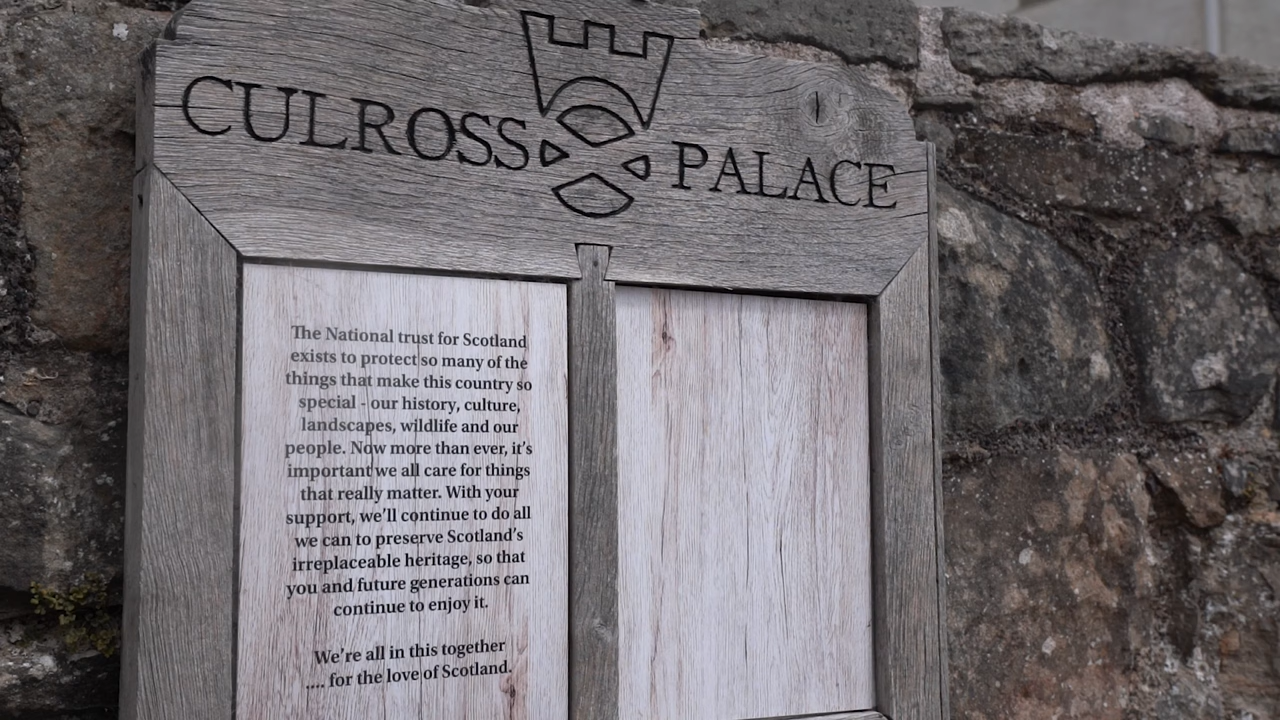 CULROSS PALACE
The National trust for Scotland
exists to protect so many of the
things that make this country so
special - our history, culture,
landscapes, wildlife and our
people. Now more than ever, it's
important we all care for things
that really matter. With your
support, we'll continue to do all
we can to preserve Scotland's
irreplaceable heritage, so that
you and future generations can
continue to enjoy it.
We're all in this together
.... for the love of Scotland.